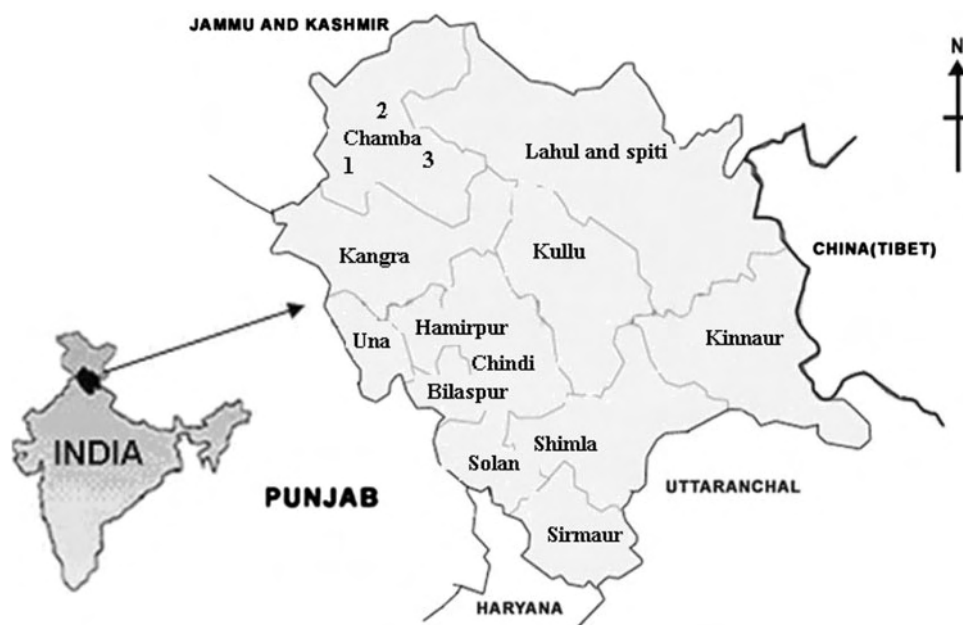 JAMMU AND KASHMIR
N
2
Chamba
1
3
Lahul and spiti
CHINA(TIBET)
Kangra
Kullu
Una
Hamirpur
Kinnaur
Chindi
Bilaspur
INDIA
Solan
Shimla
PUNJAB
UTTARANCHAL
Sirmaur
HARYANA